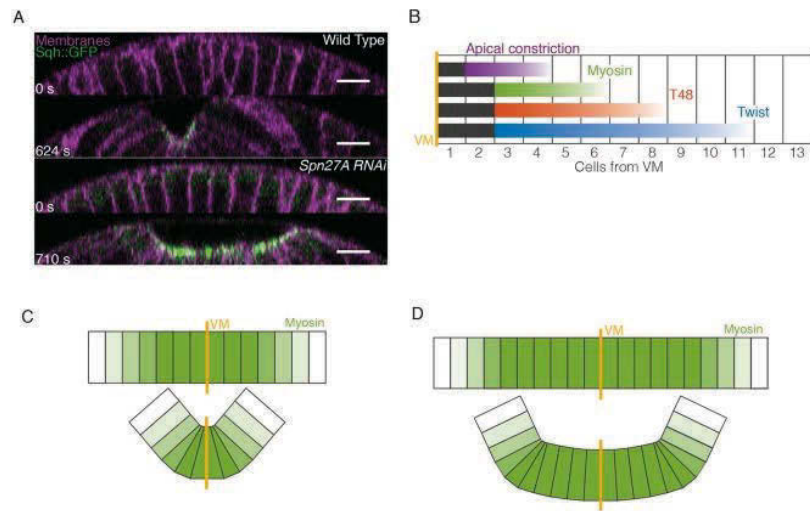 A
Membranes
Sqh::GFP
Wild Type
0 s
624 s
Spn27A RNAi
0 s
710 s
B
Apical constriction
Myosin
T48
Twist
VM
1 2 3 4 5 6 7 8 9 10 11 12 13
Cells from VM
C
VM
Myosin
D
VM
Myosin